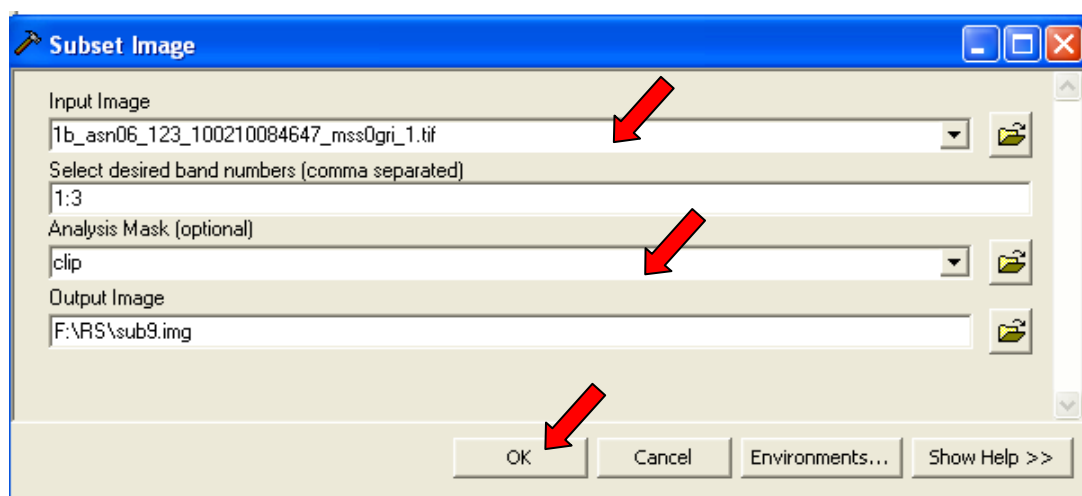 Subset Image
Input Image
1b_asn06_123_100210084647_mss0gri_1.tif
Select desired band numbers (comma separated)
1:3
Analysis Mask (optional)
clip
Output Image
F:\RS\sub9.img
OK Cancel Environments... Show Help >>